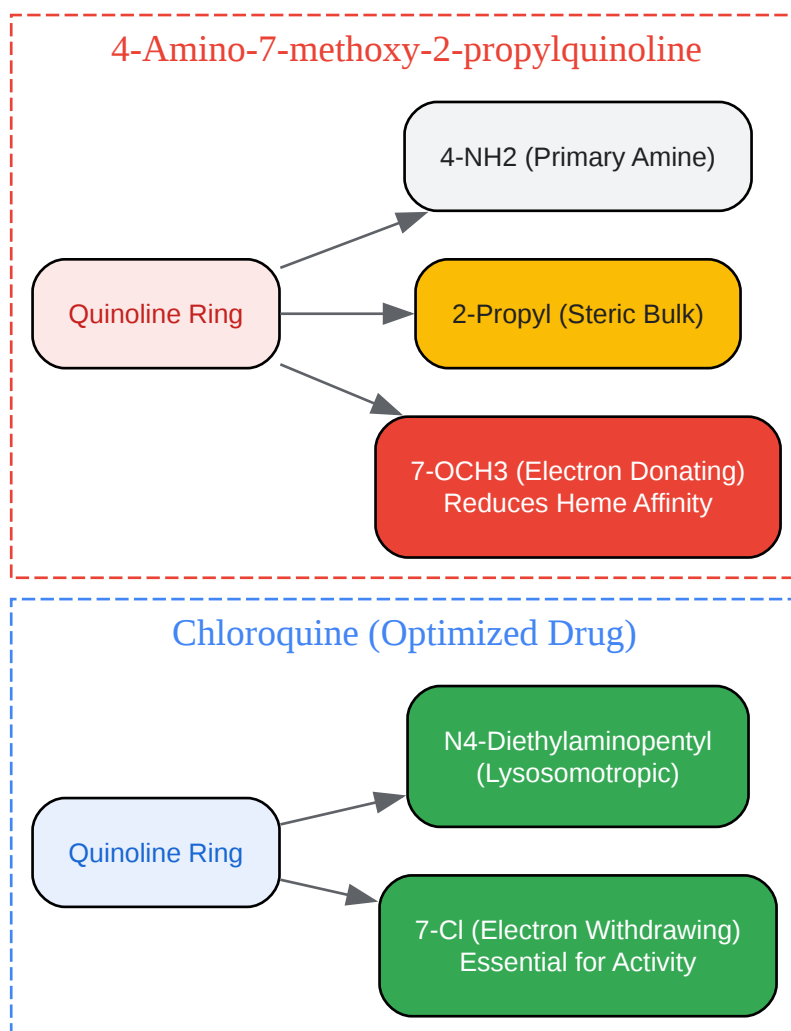 4-Amino-7-methoxy-2-propylquinoline
4-NH2 (Primary Amine)
Quinoline Ring
2-Propyl (Steric Bulk)
7-OCH3 (Electron Donating)
Reduces Heme Affinity
Chloroquine (Optimized Drug)
N4-Diethylaminopentyl
(Lysosomotropic)
Quinoline Ring
7-Cl (Electron Withdrawing)
Essential for Activity